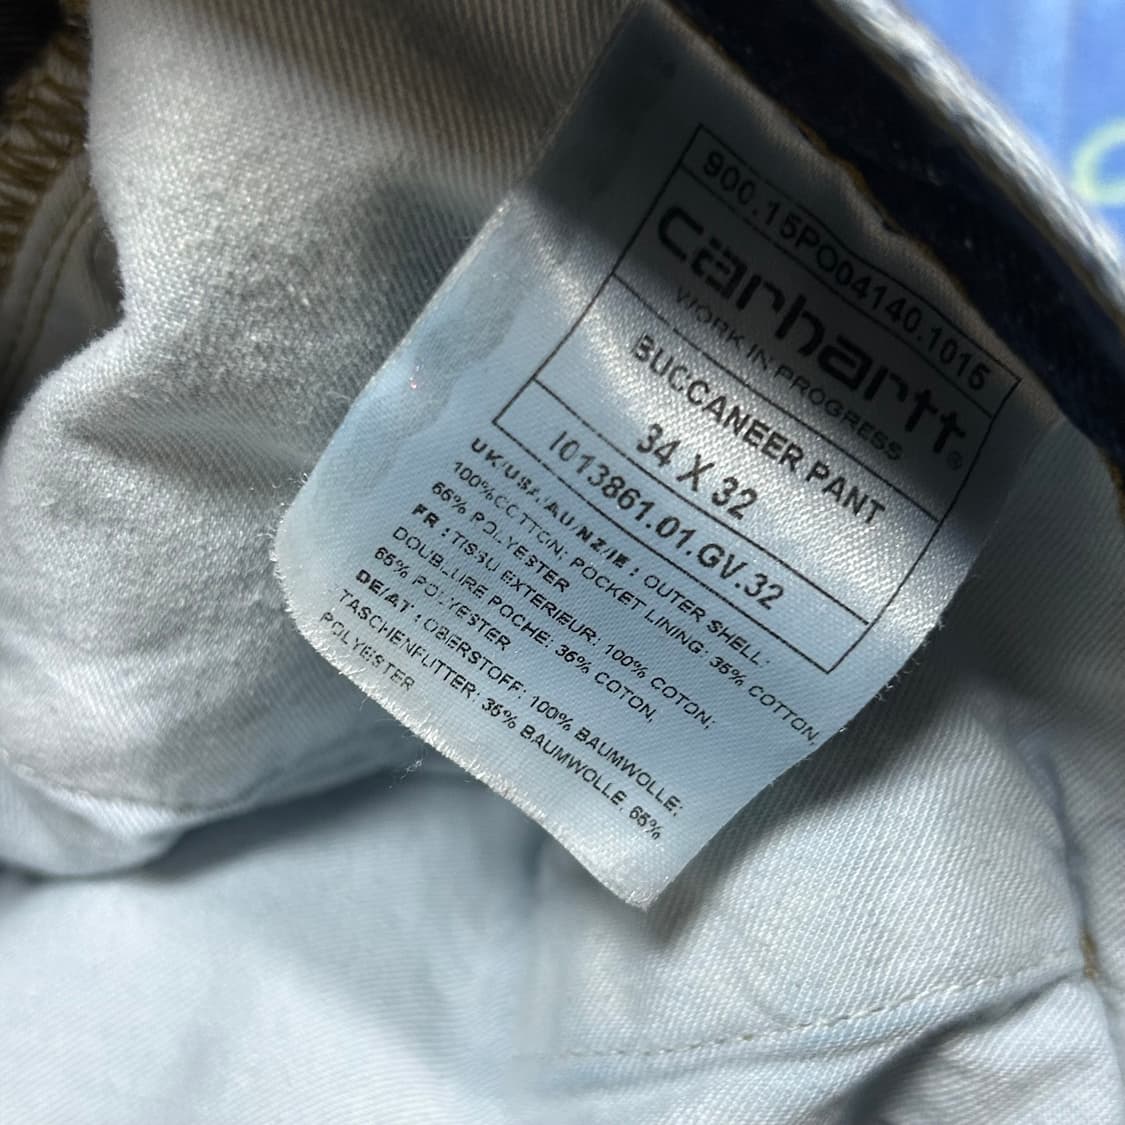 900.15PO04140.1015
carhartt®
WORK IN PROGRESS
BUCCANEER PANT
34 X 32
I013861.01.GV.32
UK/USA/AU/NZ/IE : OUTER SHELL:
100%COTTON; POCKET LINING: 35% COTTON,
65% POLYESTER
FR : TISSU EXTERIEUR: 100% COTON;
DOUBLURE POCHE: 35% COTON,
65% POLYESTER
DE/AT : OBERSTOFF: 100% BAUMWOLLE;
TASCHENFUTTER: 35% BAUMWOLLE, 65%
POLYESTER